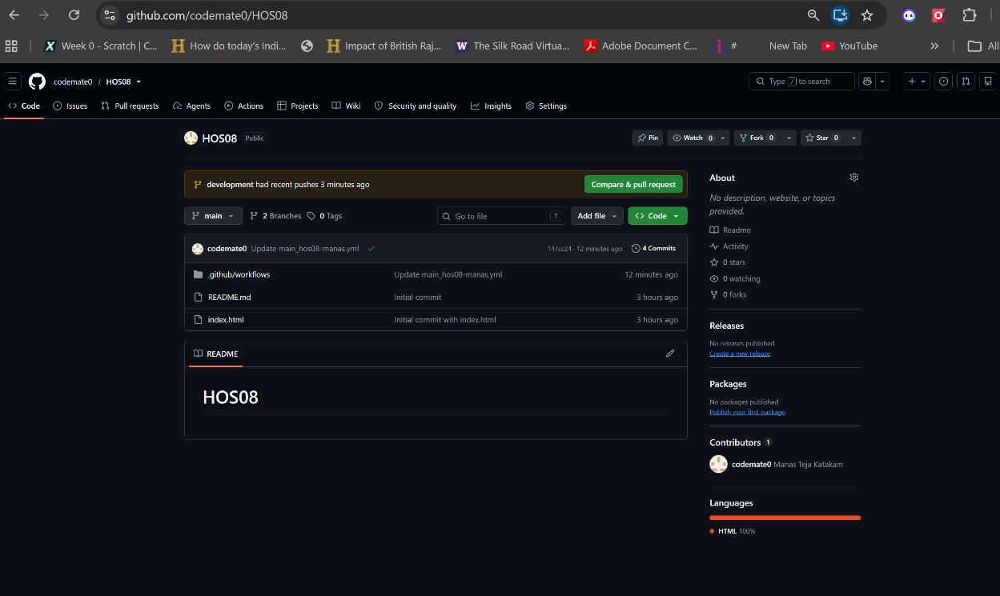 github.com/codemate0/HOS08
Week 0 - Scratch | C...
How do today's Indi...
Impact of British Raj...
The Silk Road Virtua...
Adobe Document C...
#
New Tab
YouTube
All
codemate0 / HOS08
Type / to search
Code
Issues
Pull requests
Agents
Actions
Projects
Wiki
Security and quality
Insights
Settings
HOS08 Public
Pin
Watch 0
Fork 0
Star 0
development had recent pushes 3 minutes ago
Compare & pull request
main
2 Branches
0 Tags
Go to file T
Add file
Code
codemate0 Update main_hos08-manas.yml
147cc24 · 12 minutes ago
4 Commits
.github/workflows Update main_hos08-manas.yml 12 minutes ago
README.md Initial commit 3 hours ago
index.html Initial commit with index.html 3 hours ago
README
HOS08
About
No description, website, or topics
provided.
Readme
Activity
0 stars
0 watching
0 forks
Releases
No releases published
Create a new release
Packages
No packages published
Publish your first package
Contributors 1
codemate0 Manas Teja Katakam
Languages
HTML 100%